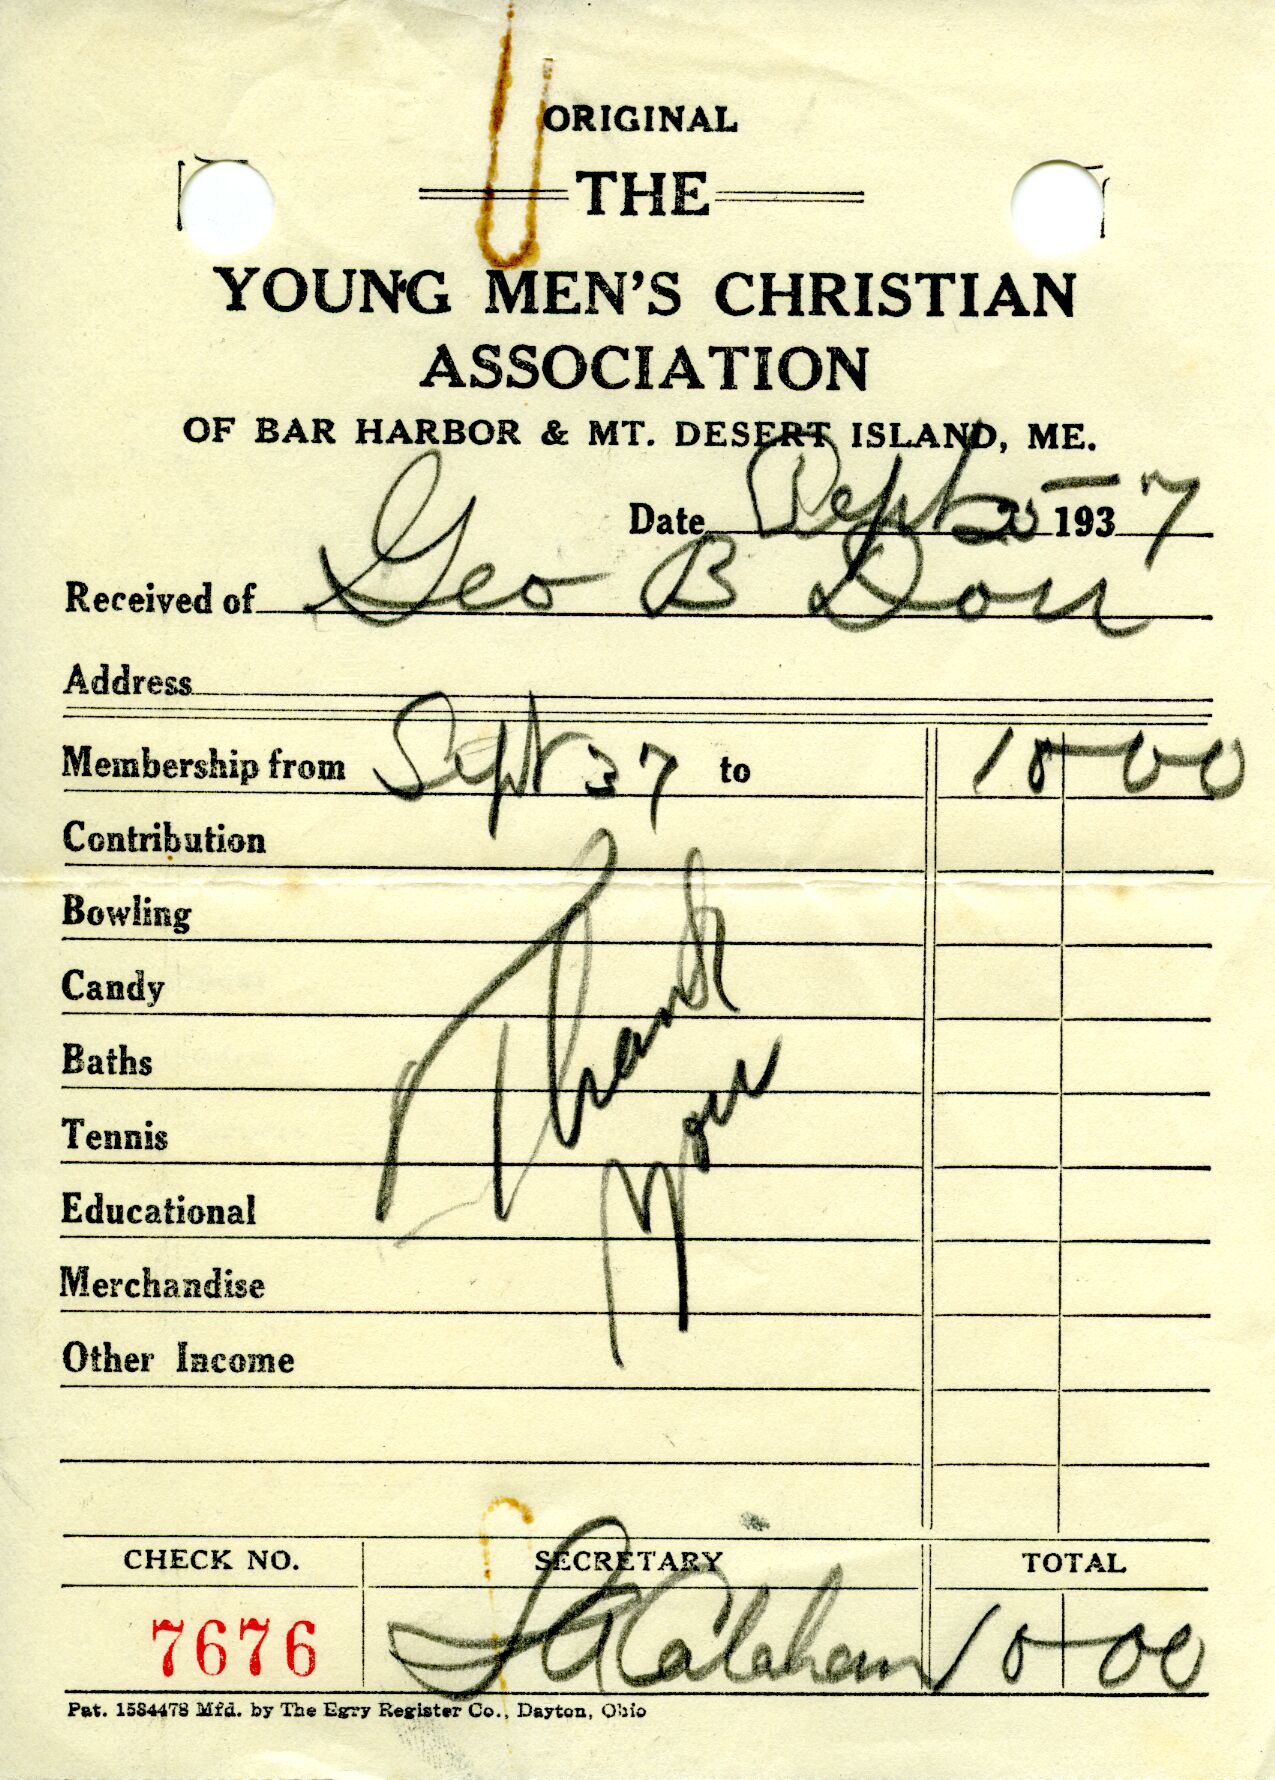 ORIGINAL
THE
YOUNG MEN'S CHRISTIAN
ASSOCIATION
OF BAR HARBOR & MT. DESERT ISLAND, ME.
Date Sept 1937
Received of Geo B Dorr
Address
Membership from Sept 37 to 10-00
Contribution
Bowling
Candy
Baths
Tennis
Educational
Merchandise
Other Income
Thank
You
CHECK NO. SECRETARY TOTAL
7676 10-00
Pat. 1584478 Mfd. by The Egry Register Co., Dayton, Ohio